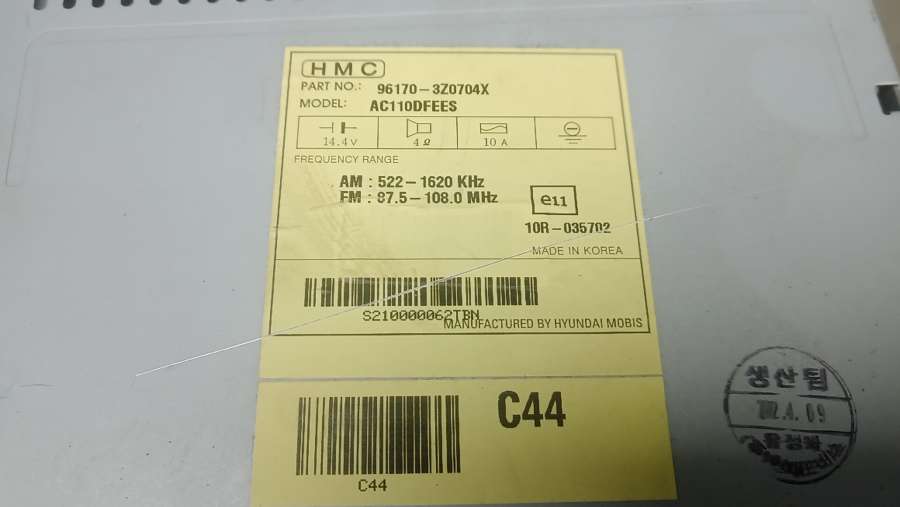 HMC
PART NO.: 96170-3Z0704X
MODEL: AC110DFEES
14.4V 4Ω 10A
FREQUENCY RANGE
AM : 522-1620 KHz
FM : 87.5-108.0 MHz
e11
10R-035702
MADE IN KOREA
S210000062TBN
MANUFACTURED BY HYUNDAI MOBIS
C44
C44
생산팀